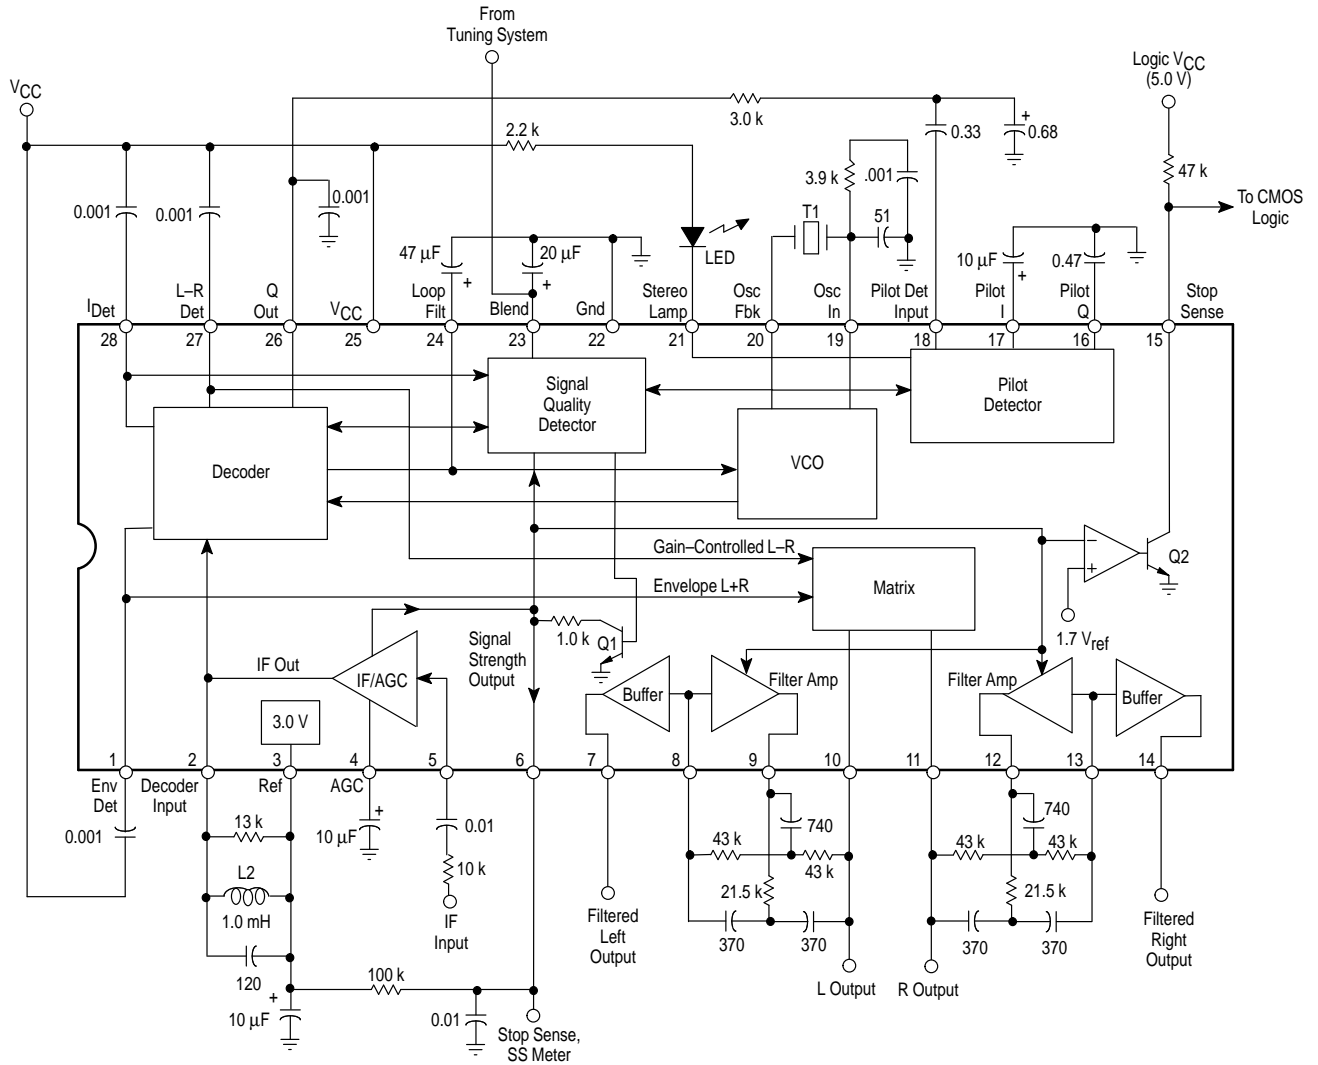 From
Tuning System
VCC
Logic VCC
(5.0 V)
3.0 k
0.33
+
0.68
2.2 k
47 k
To CMOS
Logic
0.001
0.001
0.001
3.9 k
.001
T1
51
LED
47 µF
+
20 µF
+
10 µF
+
0.47
IDet
L–R
Det
Q
Out
VCC
Loop
Filt
Blend
Gnd
Stereo
Lamp
Osc
Fbk
Osc
In
Pilot Det
Input
Pilot
I
Pilot
Q
Stop
Sense
28
27
26
25
24
23
22
21
20
19
18
17
16
15
Signal
Quality
Detector
Pilot
Detector
Decoder
VCO
Gain–Controlled L–R
Envelope L+R
Matrix
–
+
Q2
1.7 Vref
1.0 k
Q1
Signal
Strength
Output
IF Out
IF/AGC
3.0 V
Buffer
Filter Amp
Filter Amp
Buffer
1
2
3
4
5
6
7
8
9
10
11
12
13
14
Env
Det
Decoder
Input
Ref
AGC
0.001
13 k
L2
1.0 mH
120
+
10 µF
+
10 µF
0.01
10 k
IF
Input
100 k
0.01
Stop Sense,
SS Meter
Filtered
Left
Output
43 k
740
43 k
21.5 k
370
370
L Output
R Output
43 k
740
43 k
21.5 k
370
370
Filtered
Right
Output